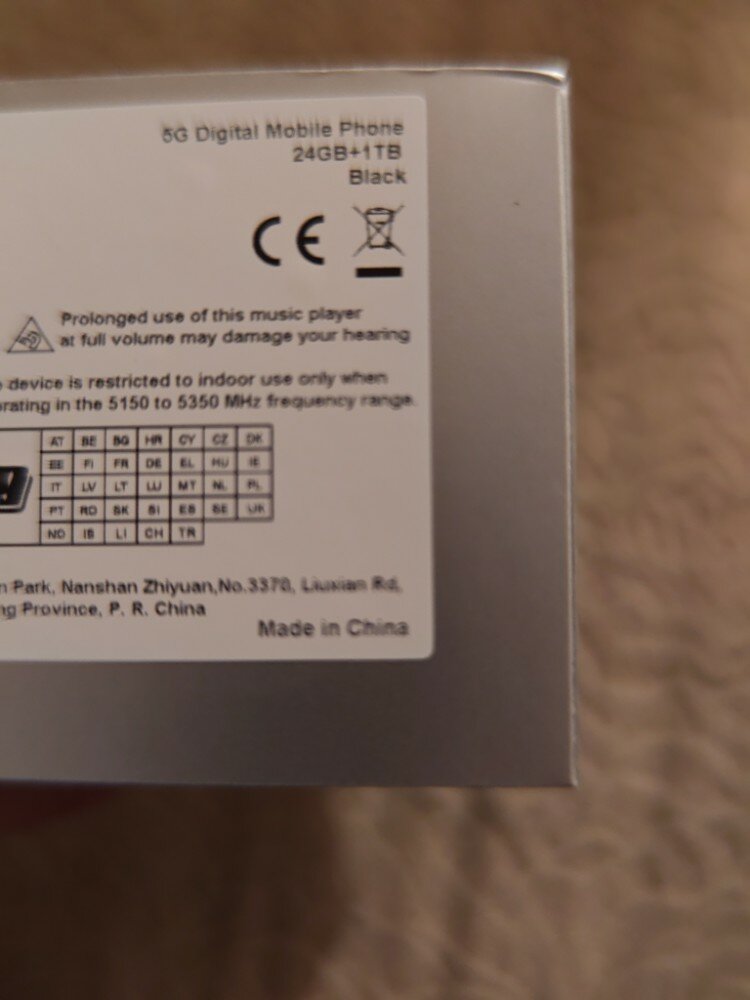 5G Digital Mobile Phone
24GB+1TB
Black
CE
Prolonged use of this music player
at full volume may damage your hearing
device is restricted to indoor use only when
rating in the 5150 to 5350 MHz frequency range.
AT BE BG HR CY CZ DK
EE FI FR DE EL HU IE
IT LV LT LU MT NL PL
PT RO SK SI ES SE UK
NO IS LI CH TR
n Park, Nanshan Zhiyuan,No.3370, Liuxian Rd,
ng Province, P. R. China
Made in China